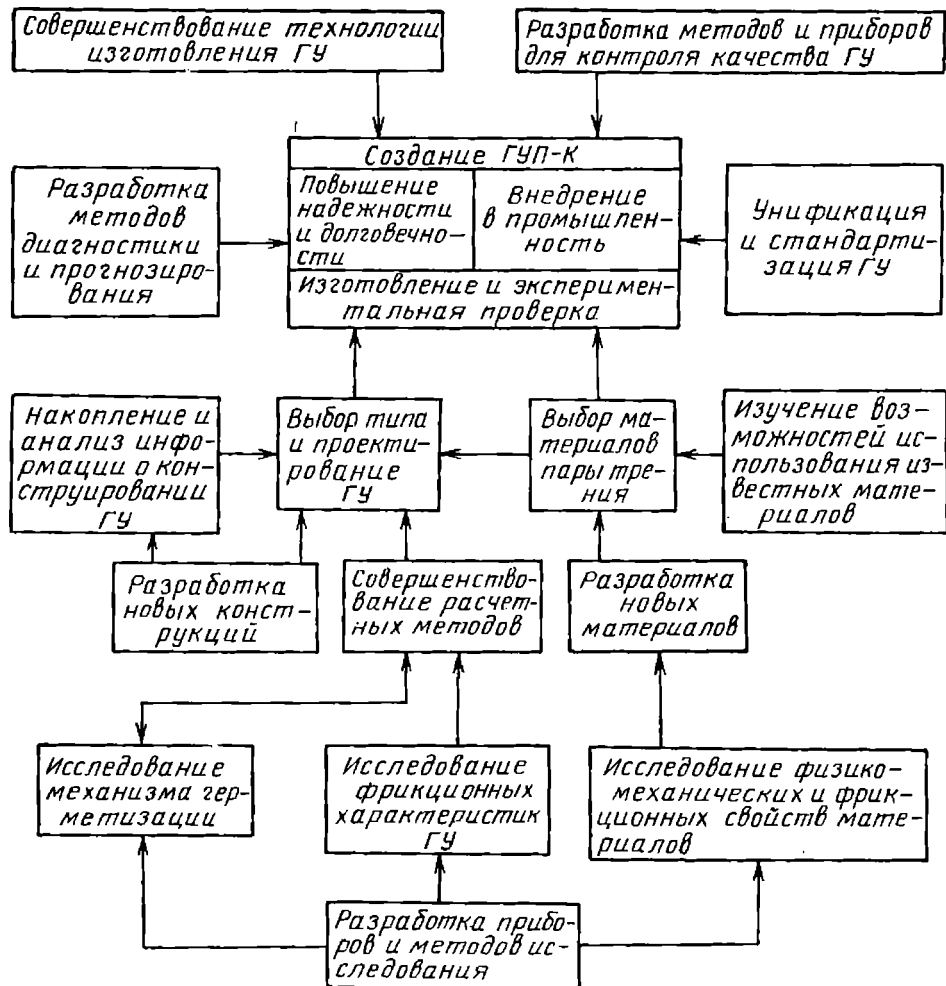 Совершенствование технологии
изготовления ГУ
Разработка методов и приборов
для контроля качества ГУ
Создание ГУП-К
Повышение
надежности
и долговечно-
сти
Внедрение
в промышлен-
ность
Изготовление и эксперимен-
тальная проверка
Разработка
методов
диагностики
и прогнозиро-
вания
Унификация
и стандарти-
зация ГУ
Накопление и
анализ инфо-
рмации о кон-
струировании
ГУ
Выбор типа
и проекти-
рование
ГУ
Выбор ма-
териалов
пары тре-
ния
Изучение воз-
можностей ис-
пользования из-
вестных мате-
риалов
Разработка
новых конст-
рукций
Совершенство-
вание расчет-
ных методов
Разработка
новых
материалов
Исследование
механизма гер-
метизации
Исследование
фрикционных
характеристик
ГУ
Исследование физико-
механических и фрик-
ционных свойств мате-
риалов
Разработка прибо-
ров и методов ис-
следования